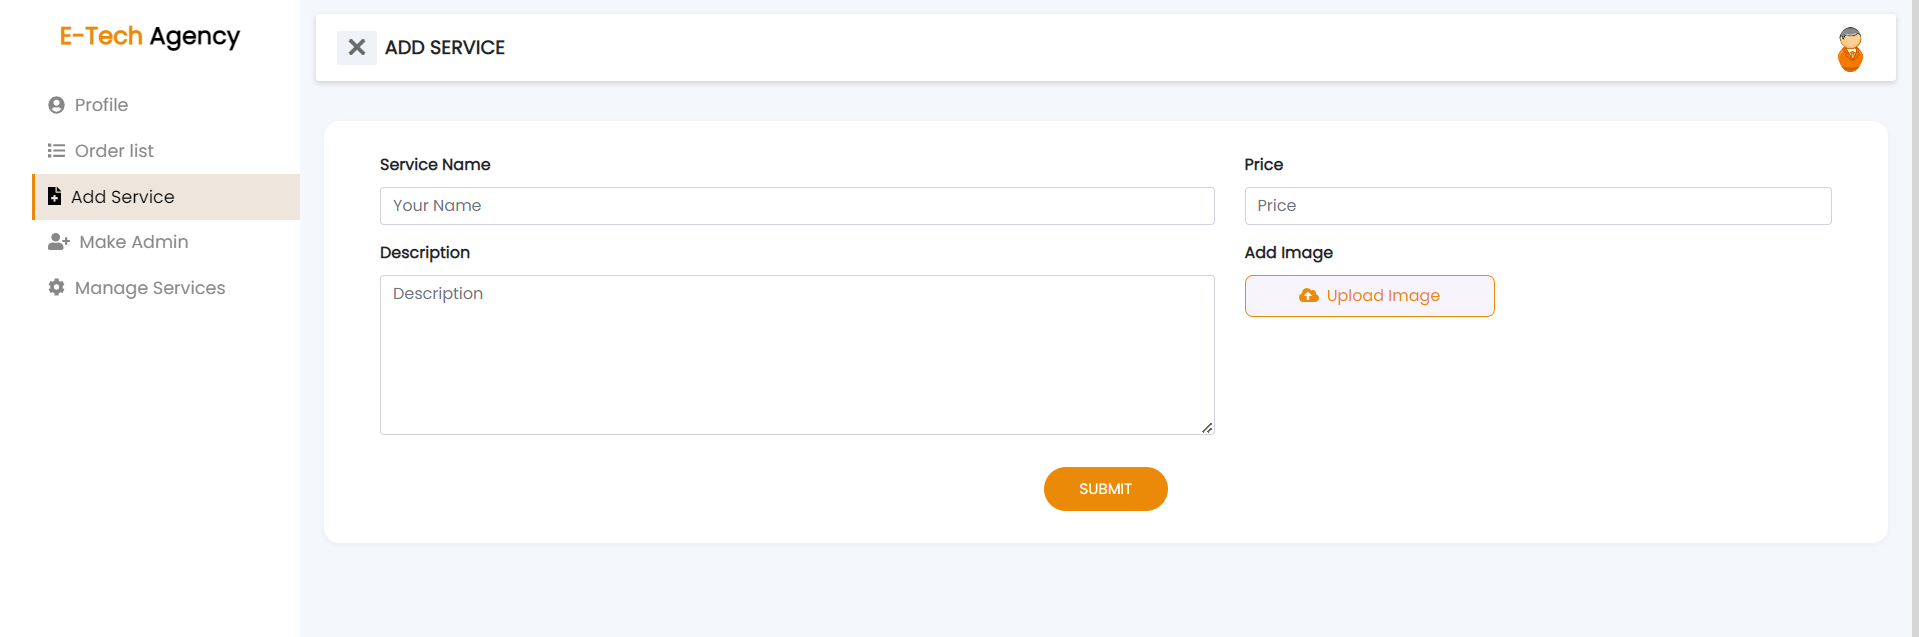 E-Tech Agency
Profile
Order list
Add Service
Make Admin
Manage Services
ADD SERVICE
Service Name
Your Name
Price
Price
Description
Description
Add Image
Upload Image
SUBMIT